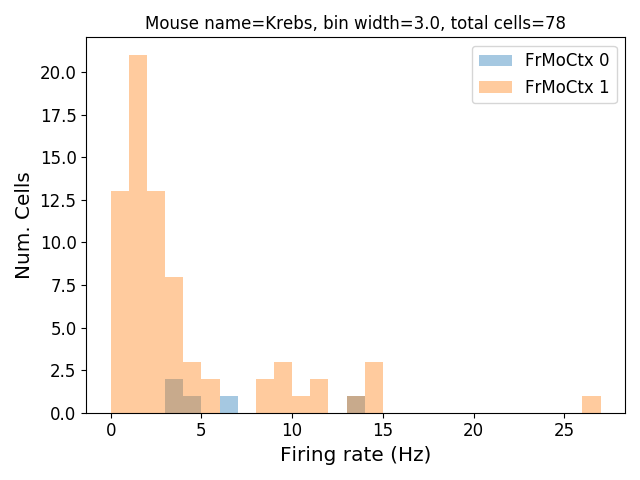 Mouse name=Krebs, bin width=3.0, total cells=78
FrMoCtx 0
FrMoCtx 1
Num. Cells
20.0
17.5
15.0
12.5
10.0
7.5
5.0
2.5
0.0
0 5 10 15 20 25
Firing rate (Hz)